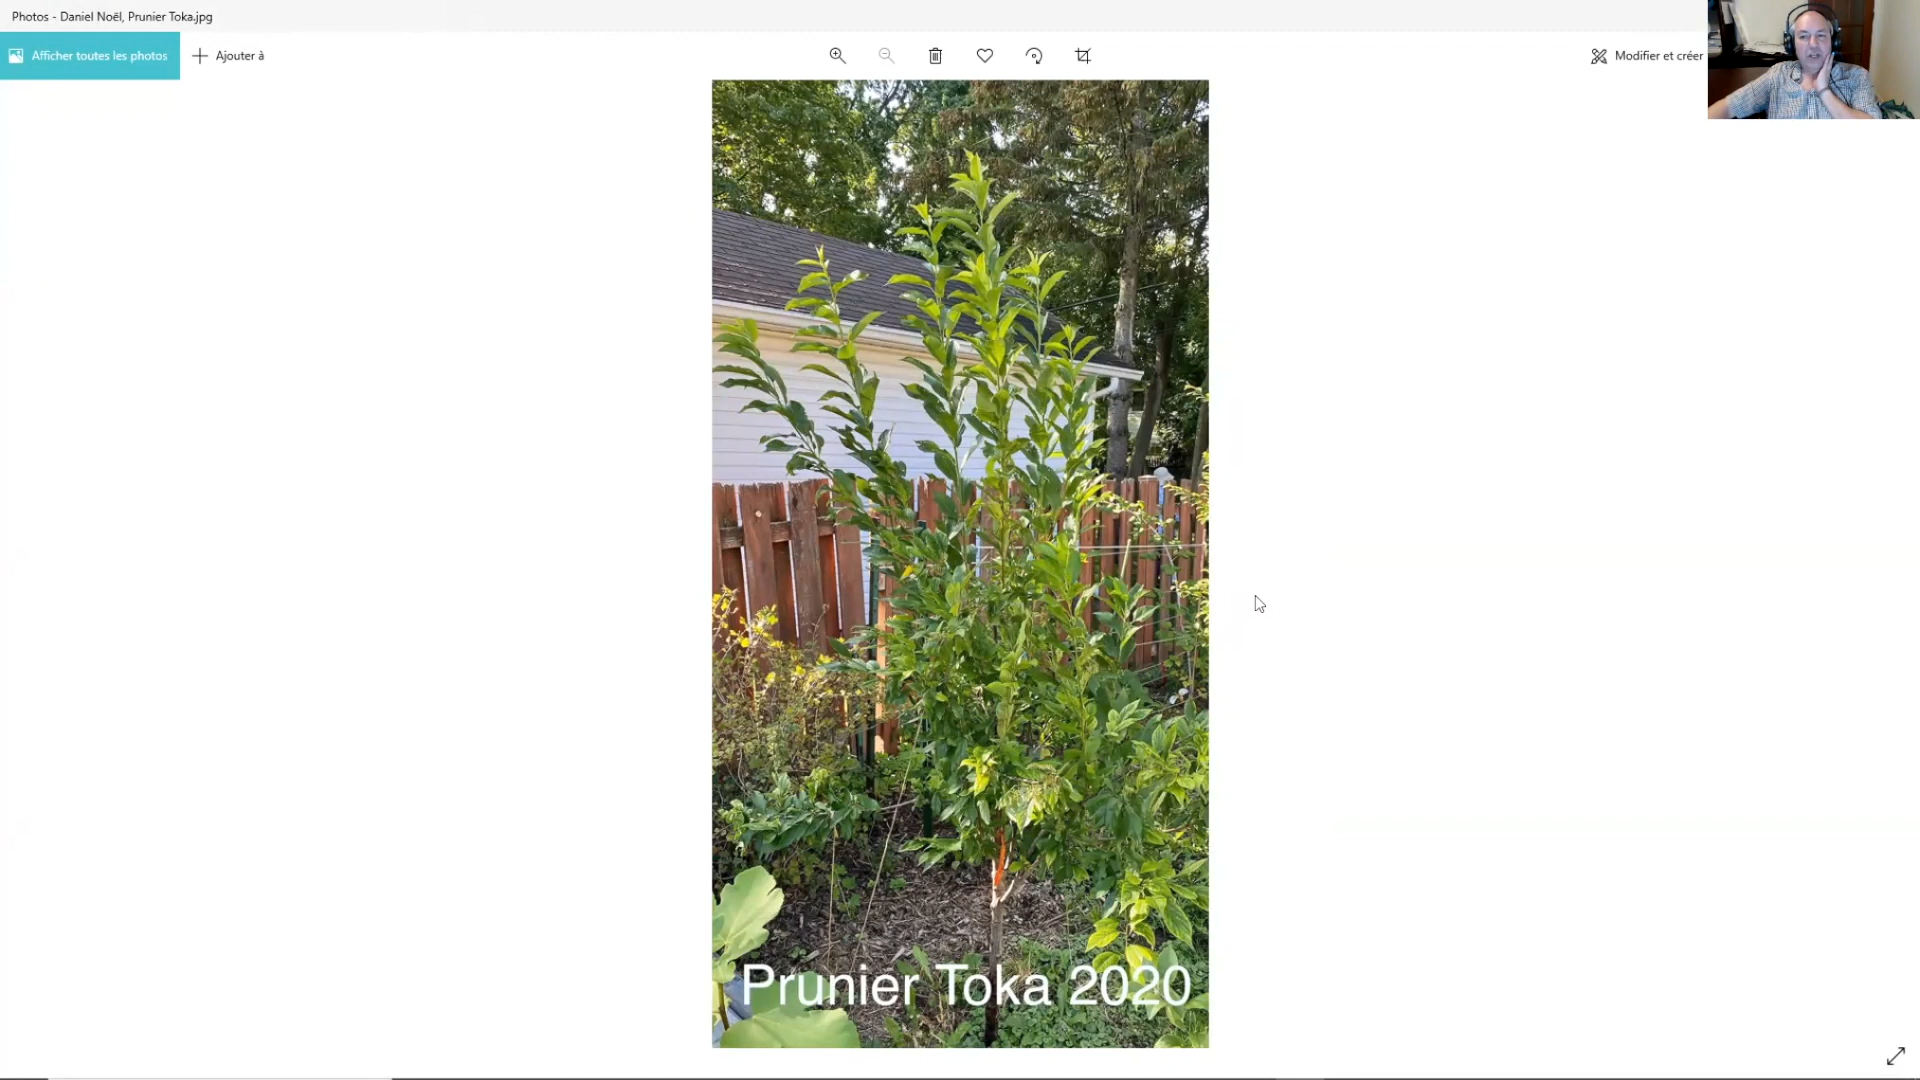 Photos - Daniel Noël, Prunier Toka.jpg
Afficher toutes les photos
Ajouter à
Modifier et créer
Prunier Toka 2020